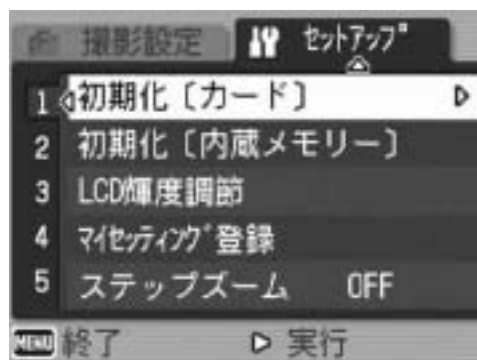 撮影設定 セットアップ
1 初期化〔カード〕
2 初期化〔内蔵メモリー〕
3 LCD輝度調節
4 マイセッティング登録
5 ステップズーム OFF
MENU 終了 実行